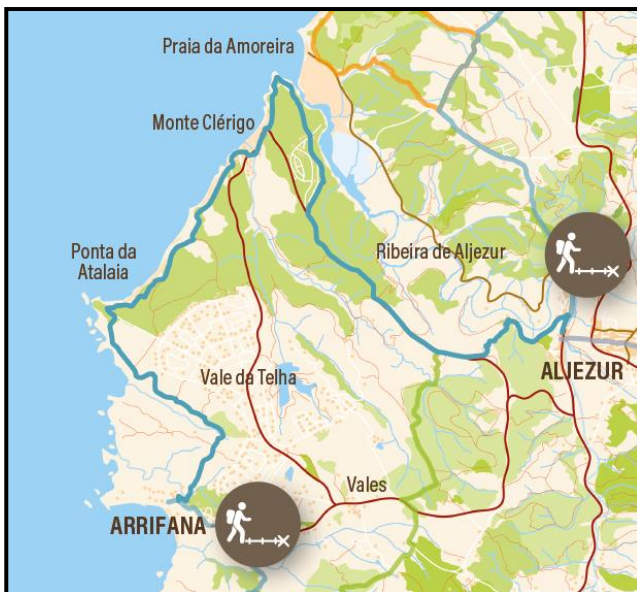 Praia da Amoreira
Monte Clérigo
Ponta da
Atalaia
Ribeira de Aljezur
Vale da Telha
ALJEZUR
Vales
ARRIFANA